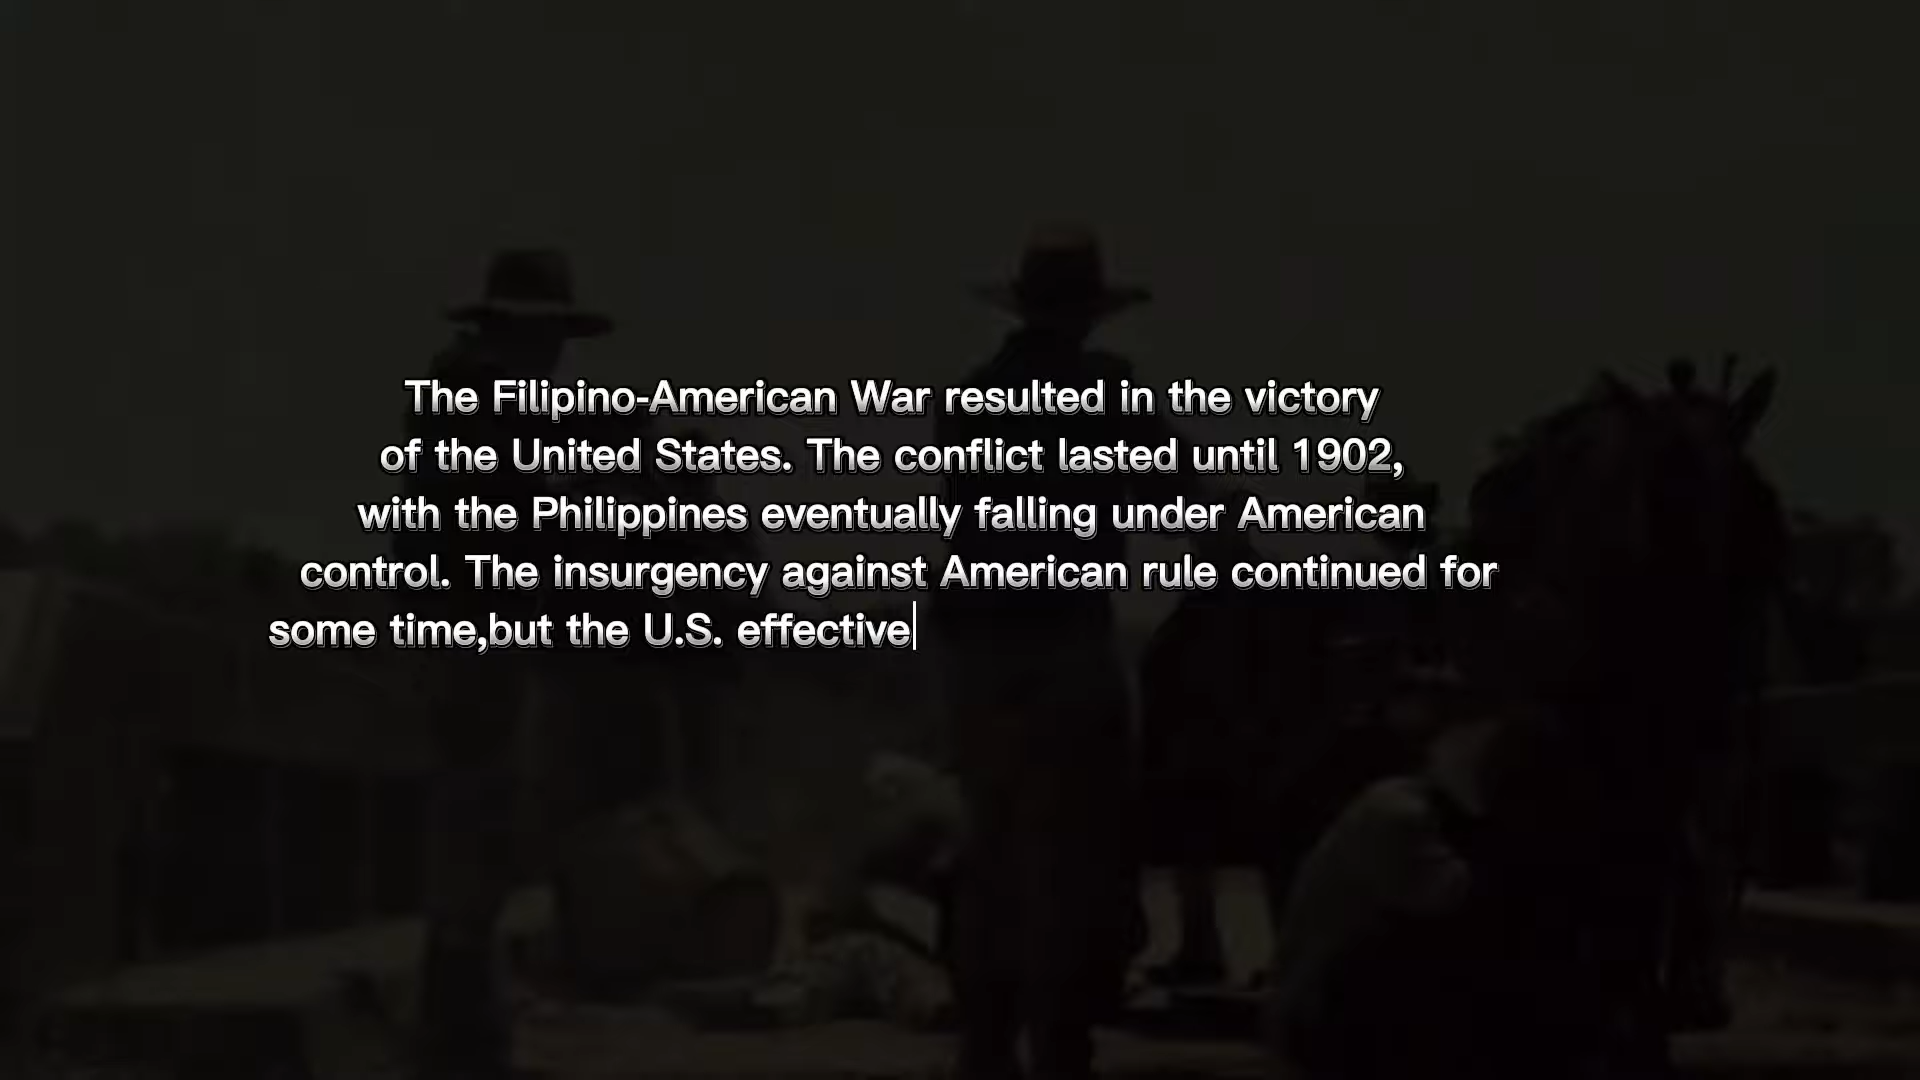 The Filipino-American War resulted in the victory
of the United States. The conflict lasted until 1902,
with the Philippines eventually falling under American
control. The insurgency against American rule continued for
some time,but the U.S. effective